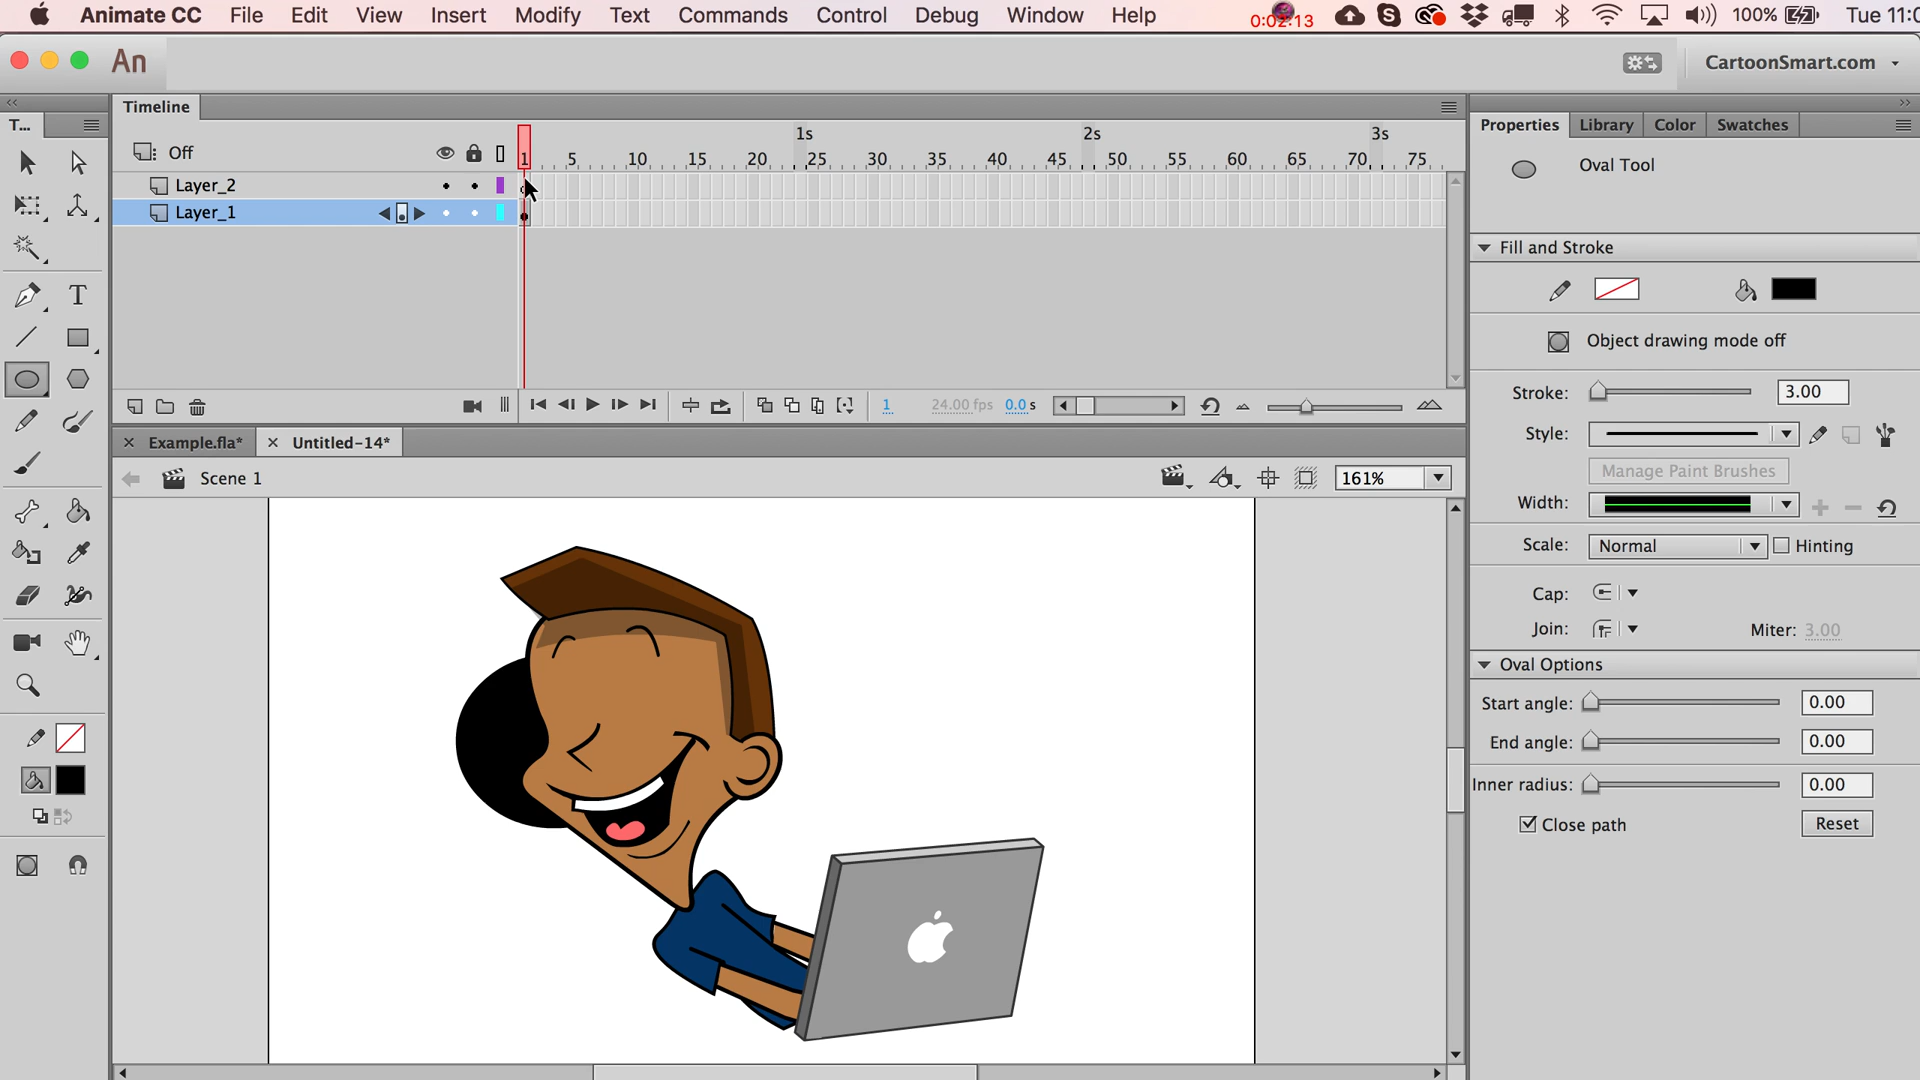 Animate CC File Edit View Insert Modify Text Commands Control Debug Window Help 0:02:13 100% Tue 11:0
An CartoonSmart.com
T... Timeline Properties Library Color Swatches
Off 1s 2s 3s
1 5 10 15 20 25 30 35 40 45 50 55 60 65 70 75
Oval Tool
Layer_2
Layer_1
Fill and Stroke
Object drawing mode off
Stroke: 3.00
1 24.00 fps 0.0 s
Style:
Example.fla* Untitled-14*
Manage Paint Brushes
Scene 1 161%
Width:
Scale: Normal Hinting
Cap:
Join: Miter: 3.00
Oval Options
Start angle: 0.00
End angle: 0.00
Inner radius: 0.00
Close path Reset